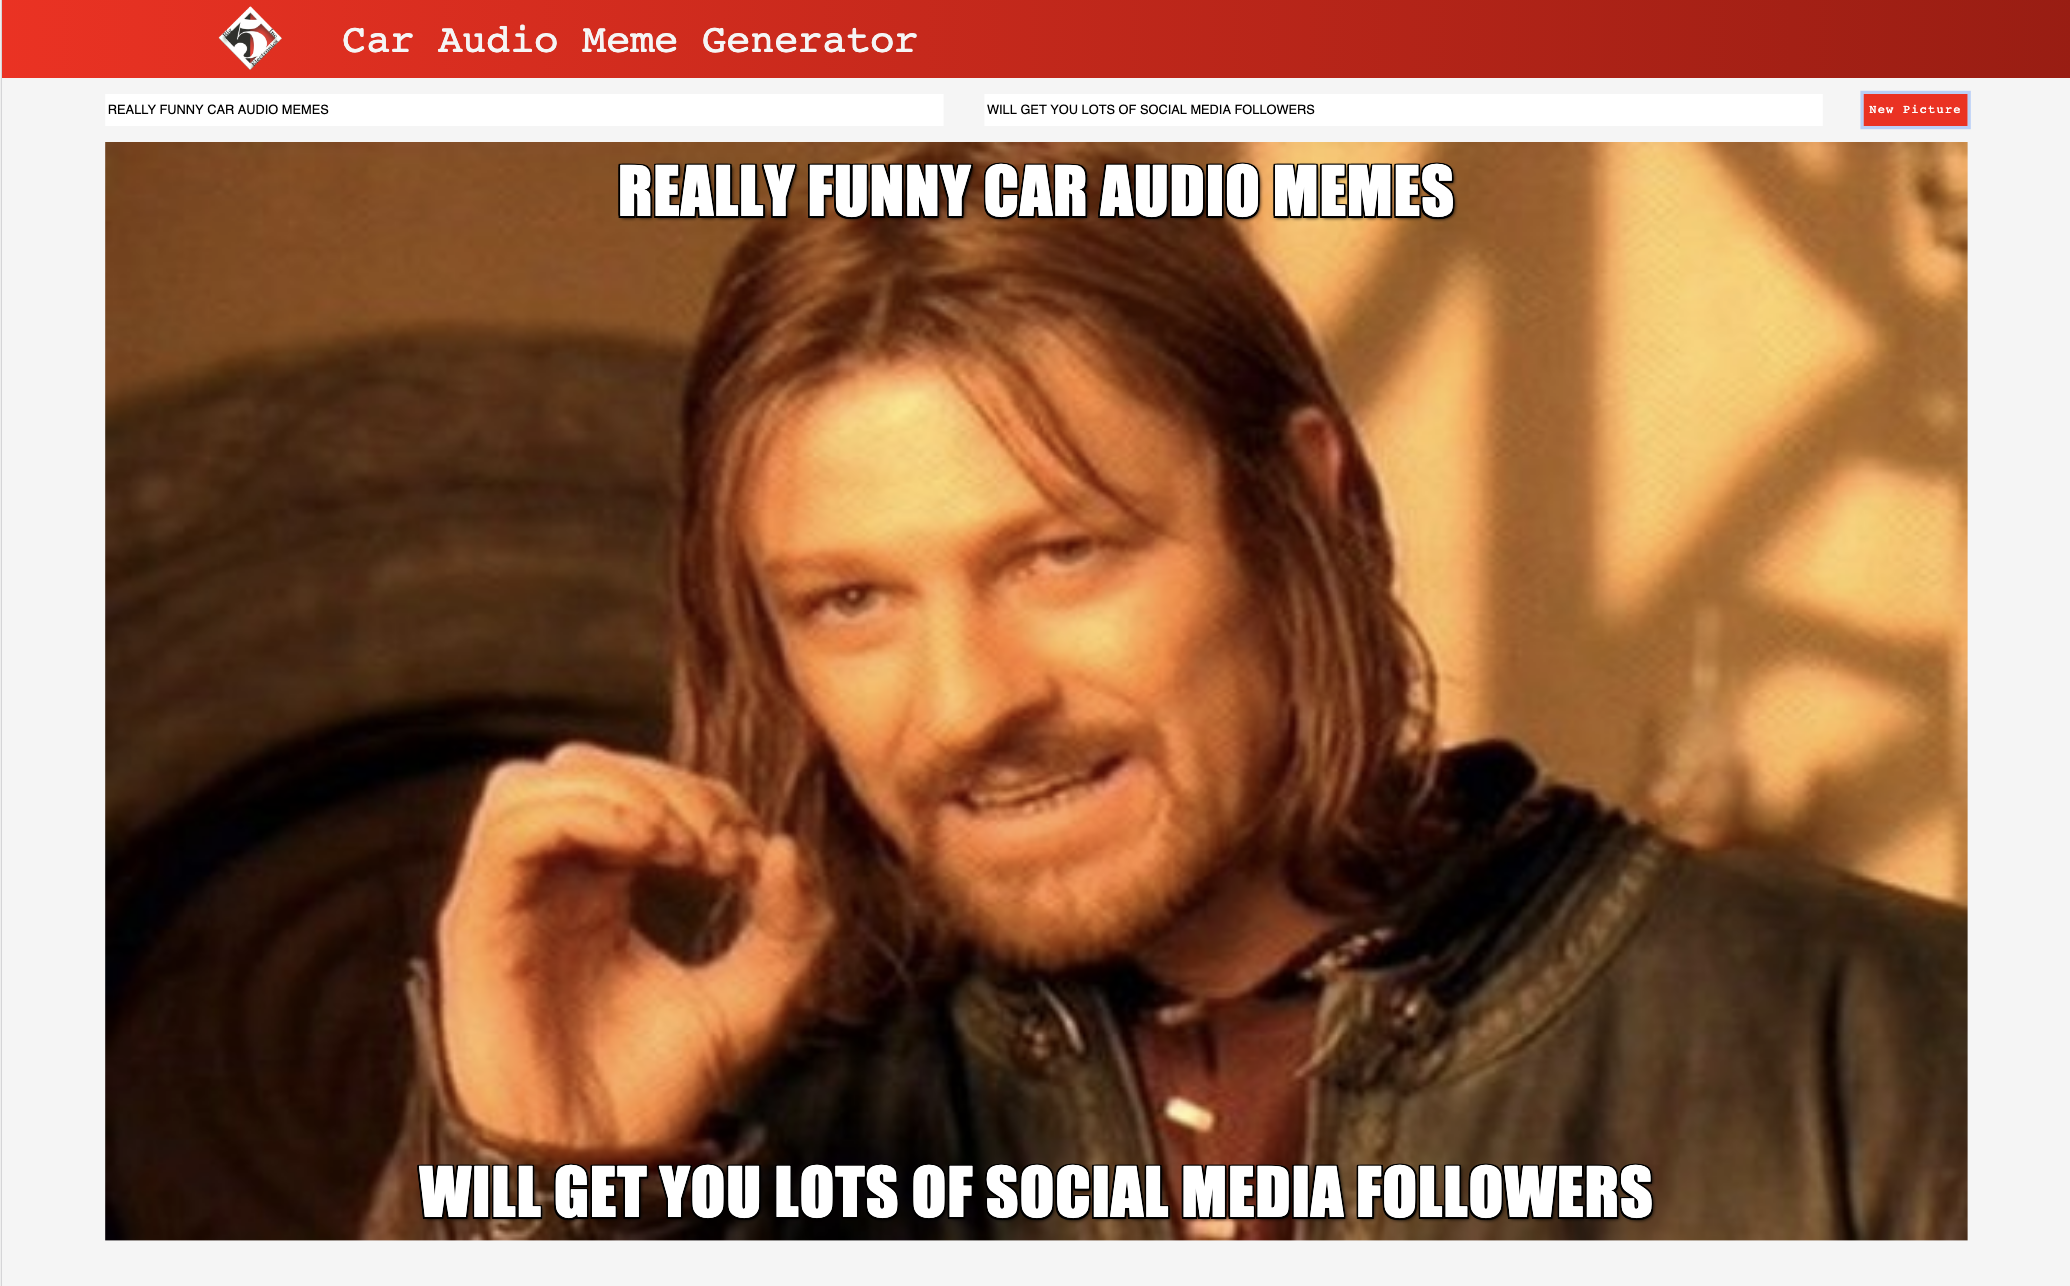 5
Car Audio Meme Generator
REALLY FUNNY CAR AUDIO MEMES
WILL GET YOU LOTS OF SOCIAL MEDIA FOLLOWERS
New Picture
REALLY FUNNY CAR AUDIO MEMES
WILL GET YOU LOTS OF SOCIAL MEDIA FOLLOWERS